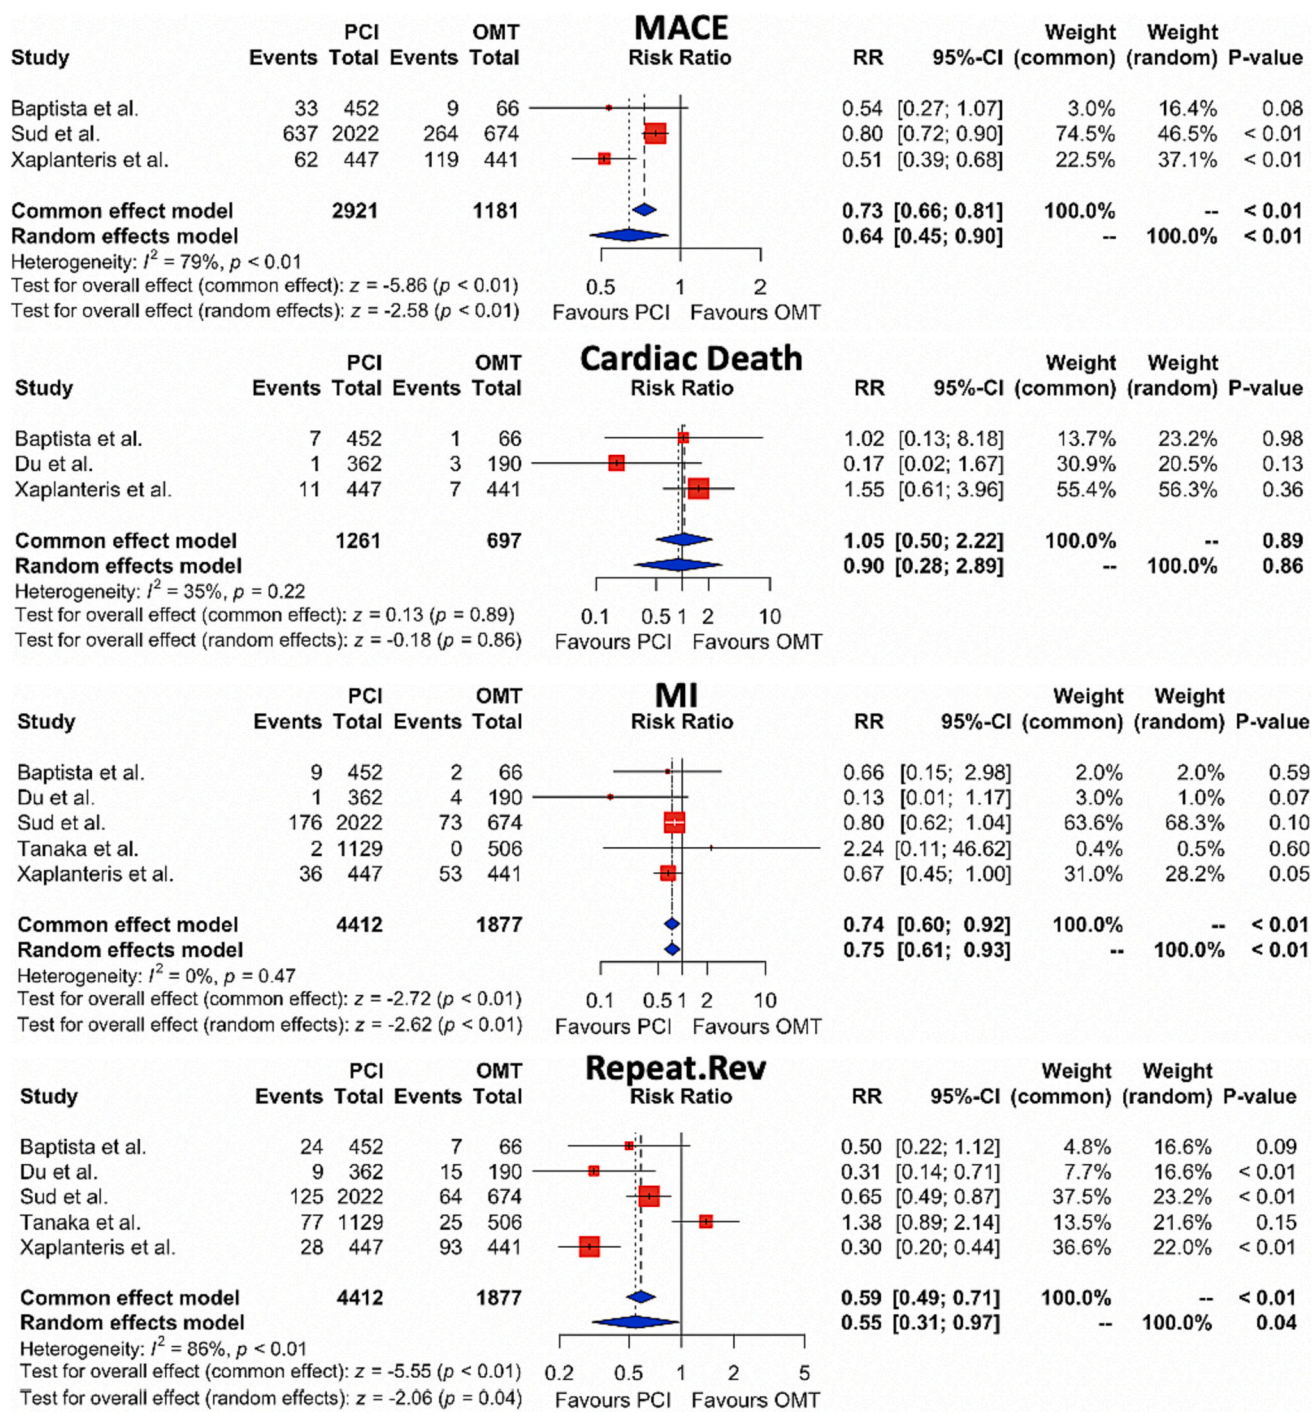 PCI OMT MACE Weight Weight
Study Events Total Events Total Risk Ratio RR 95%-CI (common) (random) P-value
Baptista et al. 33 452 9 66 0.54 [0.27; 1.07] 3.0% 16.4% 0.08
Sud et al. 637 2022 264 674 0.80 [0.72; 0.90] 74.5% 46.5% < 0.01
Xaplanteris et al. 62 447 119 441 0.51 [0.39; 0.68] 22.5% 37.1% < 0.01
Common effect model 2921 1181 0.73 [0.66; 0.81] 100.0% -- < 0.01
Random effects model 0.64 [0.45; 0.90] -- 100.0% < 0.01
Heterogeneity: I² = 79%, p < 0.01
Test for overall effect (common effect): z = -5.86 (p < 0.01) 0.5 1 2
Test for overall effect (random effects): z = -2.58 (p < 0.01) Favours PCI Favours OMT
PCI OMT Cardiac Death Weight Weight
Study Events Total Events Total Risk Ratio RR 95%-CI (common) (random) P-value
Baptista et al. 7 452 1 66 1.02 [0.13; 8.18] 13.7% 23.2% 0.98
Du et al. 1 362 3 190 0.17 [0.02; 1.67] 30.9% 20.5% 0.13
Xaplanteris et al. 11 447 7 441 1.55 [0.61; 3.96] 55.4% 56.3% 0.36
Common effect model 1261 697 1.05 [0.50; 2.22] 100.0% -- 0.89
Random effects model 0.90 [0.28; 2.89] -- 100.0% 0.86
Heterogeneity: I² = 35%, p = 0.22
Test for overall effect (common effect): z = 0.13 (p = 0.89) 0.1 0.5 1 2 10
Test for overall effect (random effects): z = -0.18 (p = 0.86) Favours PCI Favours OMT
PCI OMT MI Weight Weight
Study Events Total Events Total Risk Ratio RR 95%-CI (common) (random) P-value
Baptista et al. 9 452 2 66 0.66 [0.15; 2.98] 2.0% 2.0% 0.59
Du et al. 1 362 4 190 0.13 [0.01; 1.17] 3.0% 1.0% 0.07
Sud et al. 176 2022 73 674 0.80 [0.62; 1.04] 63.6% 68.3% 0.10
Tanaka et al. 2 1129 0 506 2.24 [0.11; 46.62] 0.4% 0.5% 0.60
Xaplanteris et al. 36 447 53 441 0.67 [0.45; 1.00] 31.0% 28.2% 0.05
Common effect model 4412 1877 0.74 [0.60; 0.92] 100.0% -- < 0.01
Random effects model 0.75 [0.61; 0.93] -- 100.0% < 0.01
Heterogeneity: I² = 0%, p = 0.47
Test for overall effect (common effect): z = -2.72 (p < 0.01) 0.1 0.5 1 2 10
Test for overall effect (random effects): z = -2.62 (p < 0.01) Favours PCI Favours OMT
PCI OMT Repeat.Rev Weight Weight
Study Events Total Events Total Risk Ratio RR 95%-CI (common) (random) P-value
Baptista et al. 24 452 7 66 0.50 [0.22; 1.12] 4.8% 16.6% 0.09
Du et al. 9 362 15 190 0.31 [0.14; 0.71] 7.7% 16.6% < 0.01
Sud et al. 125 2022 64 674 0.65 [0.49; 0.87] 37.5% 23.2% < 0.01
Tanaka et al. 77 1129 25 506 1.38 [0.89; 2.14] 13.5% 21.6% 0.15
Xaplanteris et al. 28 447 93 441 0.30 [0.20; 0.44] 36.6% 22.0% < 0.01
Common effect model 4412 1877 0.59 [0.49; 0.71] 100.0% -- < 0.01
Random effects model 0.55 [0.31; 0.97] -- 100.0% 0.04
Heterogeneity: I² = 86%, p < 0.01
Test for overall effect (common effect): z = -5.55 (p < 0.01) 0.2 0.5 1 2 5
Test for overall effect (random effects): z = -2.06 (p = 0.04) Favours PCI Favours OMT